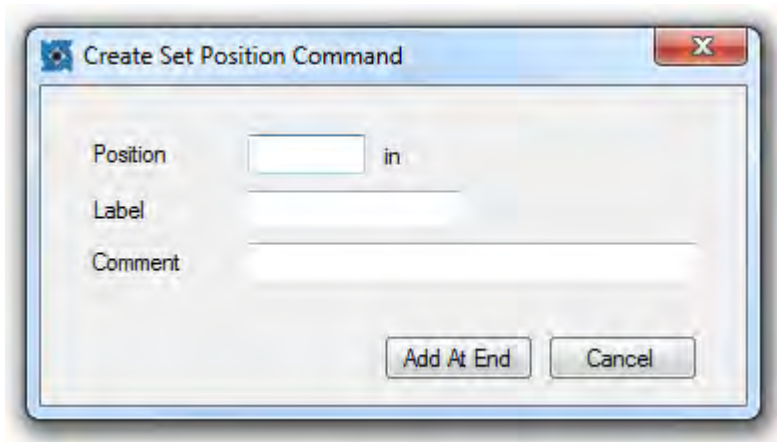 Create Set Position Command
Position in
Label
Comment
Add At End Cancel